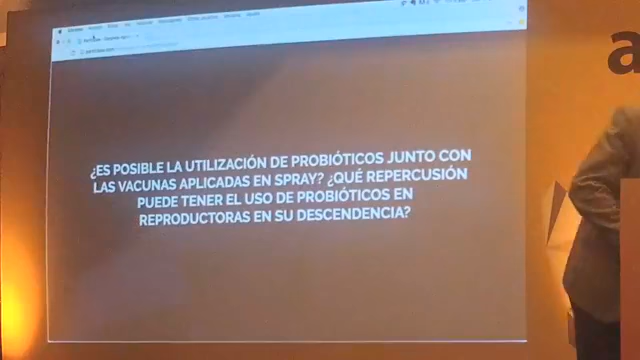 ¿ES POSIBLE LA UTILIZACIÓN DE PROBIÓTICOS JUNTO CON
LAS VACUNAS APLICADAS EN SPRAY? ¿QUÉ REPERCUSIÓN
PUEDE TENER EL USO DE PROBIÓTICOS EN
REPRODUCTORAS EN SU DESCENDENCIA?
a